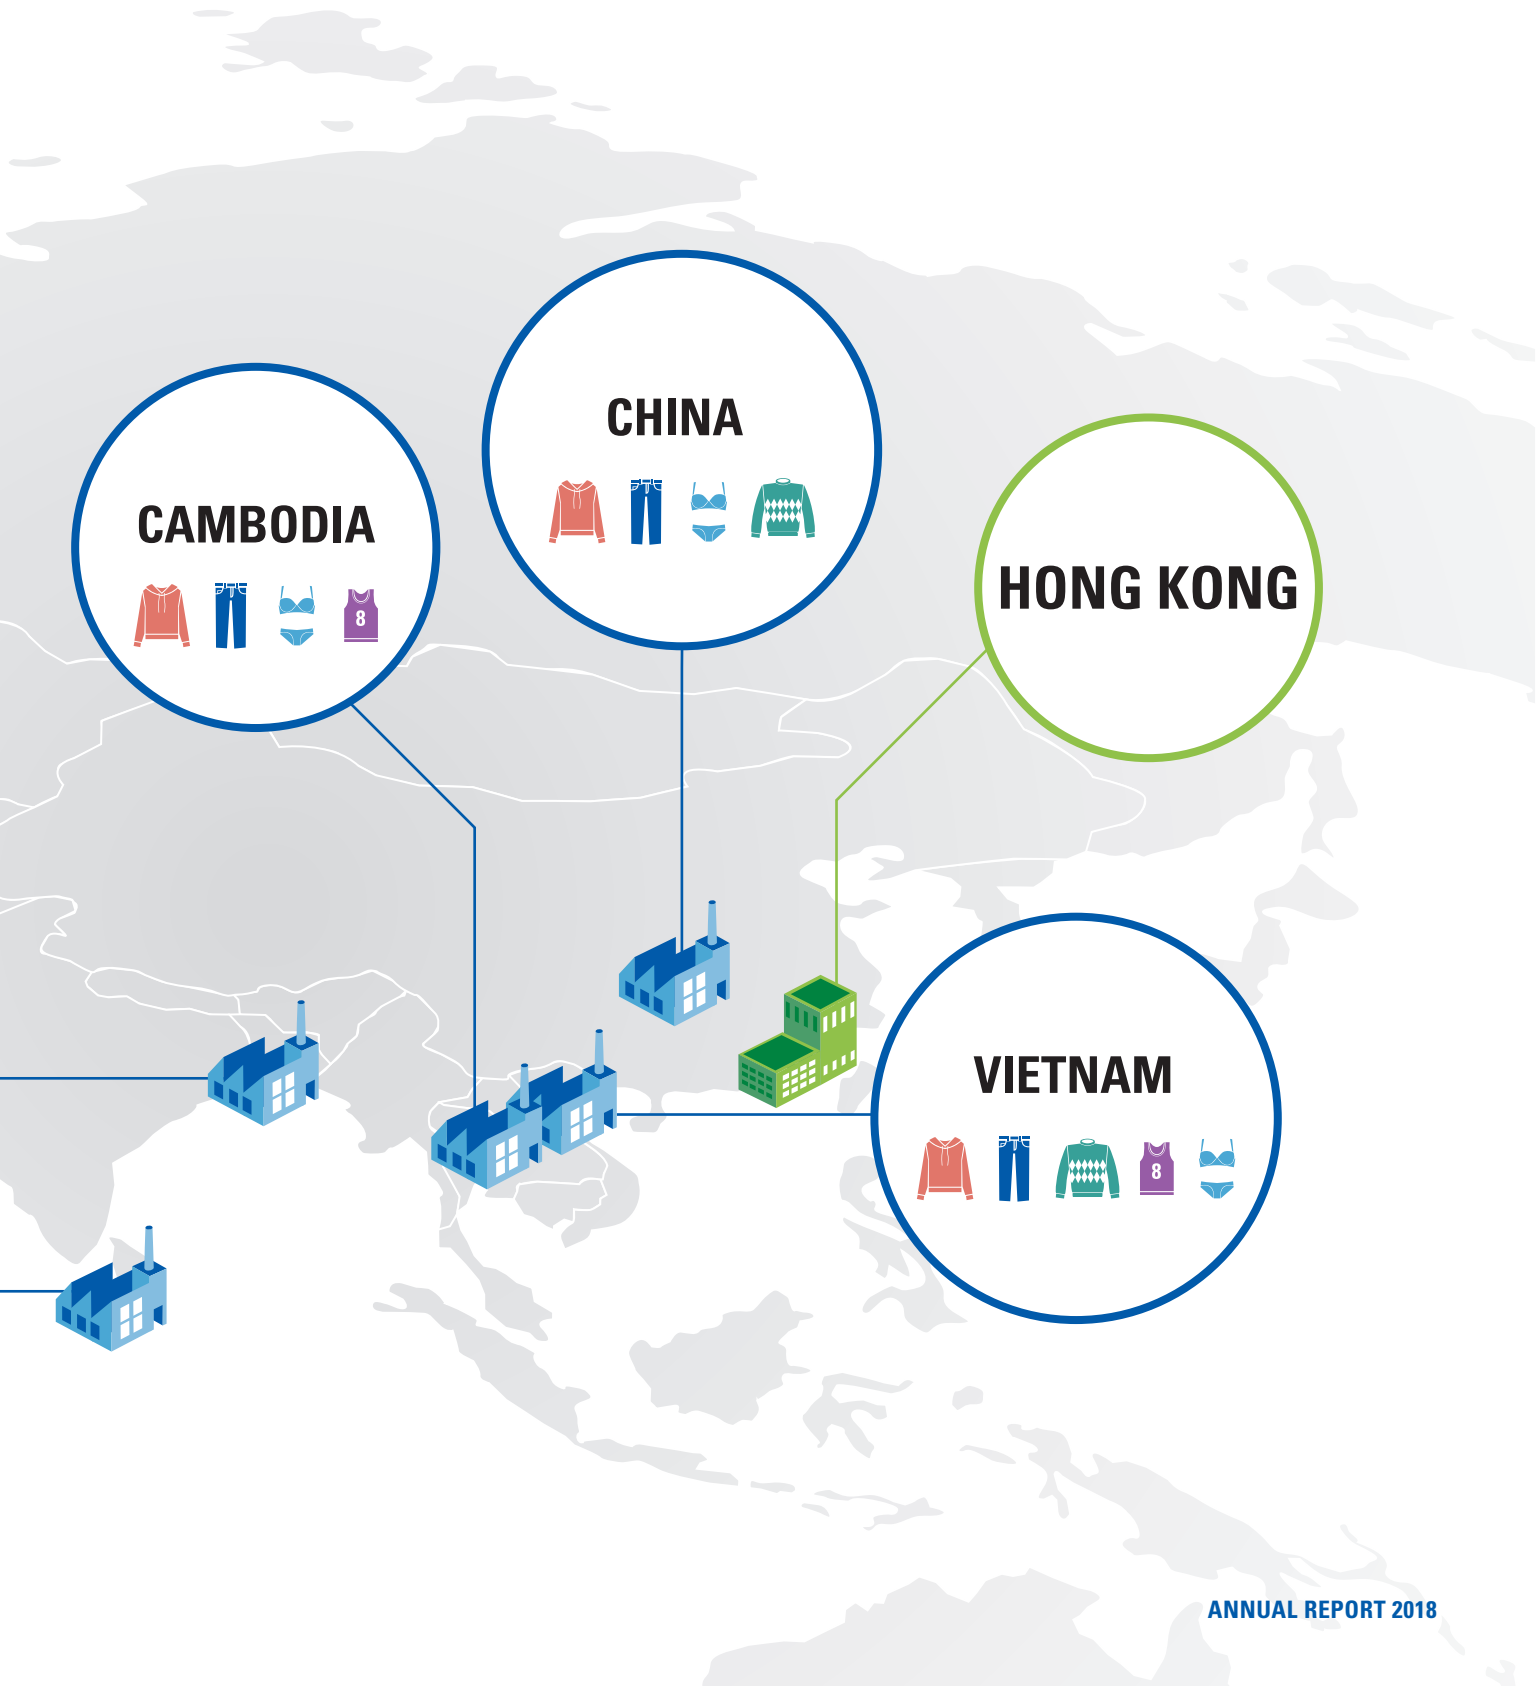 CHINA
CAMBODIA
8
HONG KONG
VIETNAM
8
ANNUAL REPORT 2018